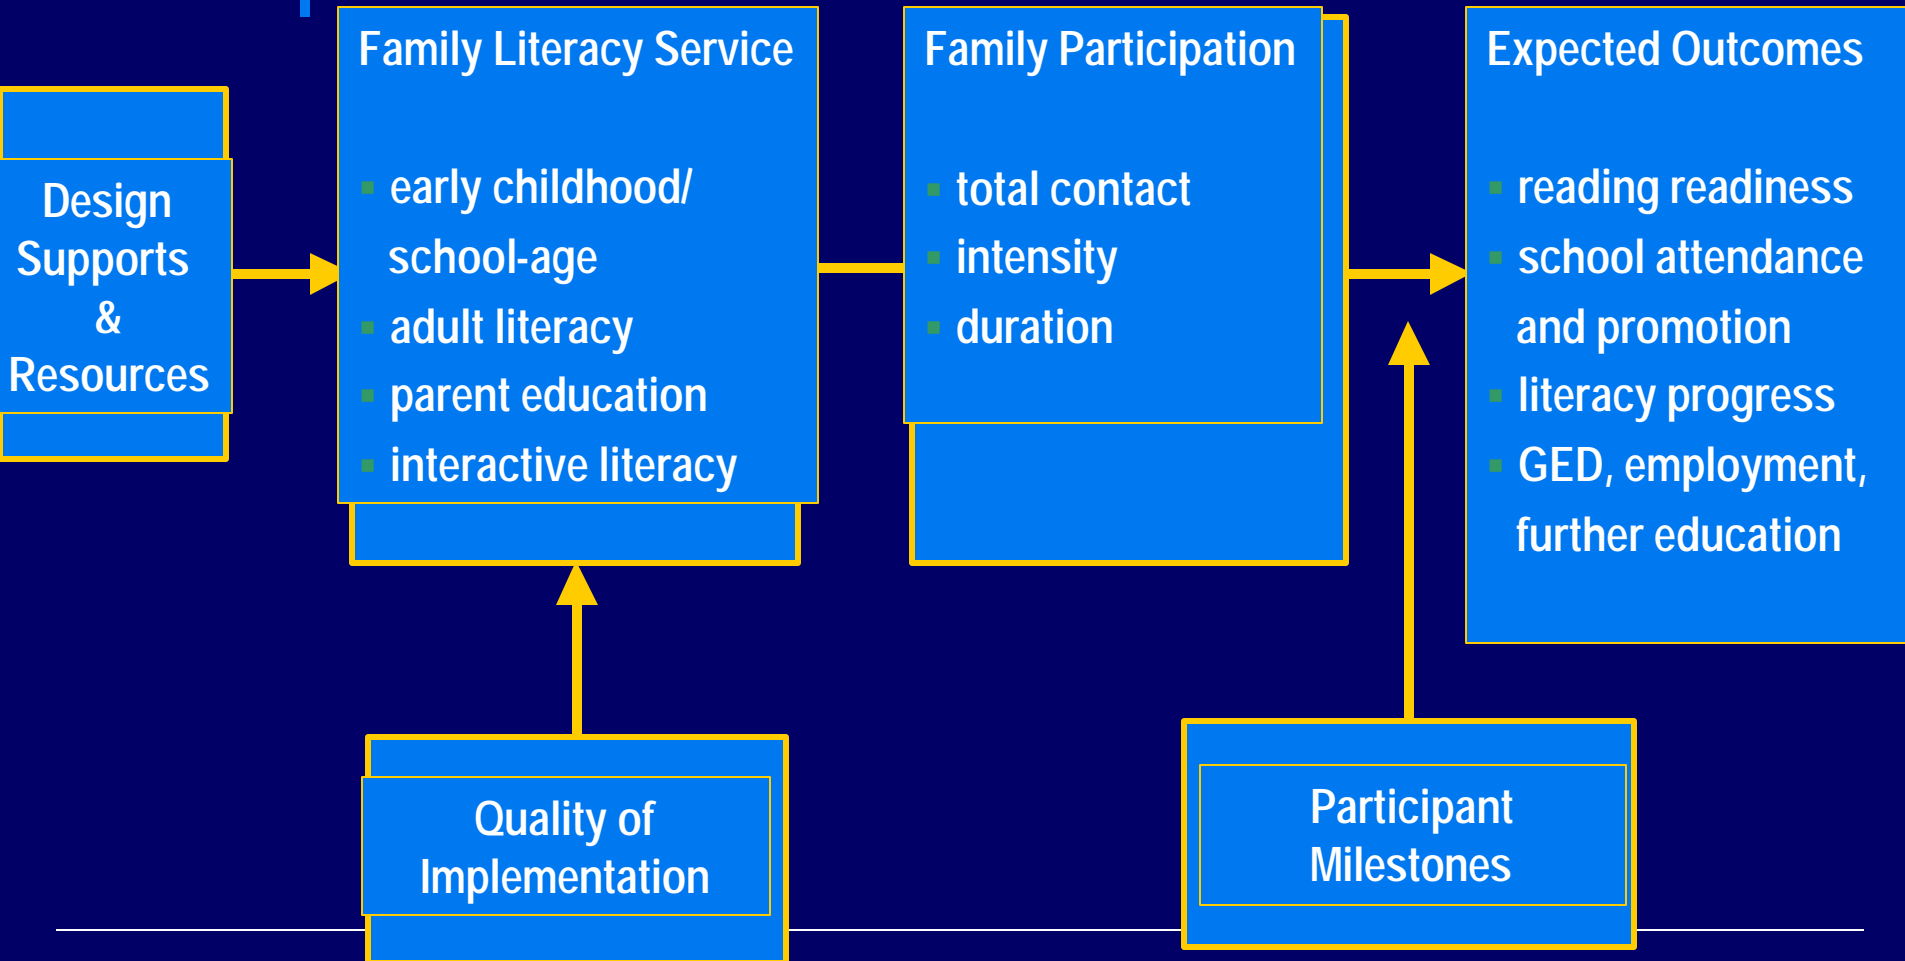 Design
Supports
&
Resources
Family Literacy Service
▪ early childhood/
school-age
▪ adult literacy
▪ parent education
▪ interactive literacy
Family Participation
▪ total contact
▪ intensity
▪ duration
Expected Outcomes
▪ reading readiness
▪ school attendance
and promotion
▪ literacy progress
▪ GED, employment,
further education
Quality of
Implementation
Participant
Milestones